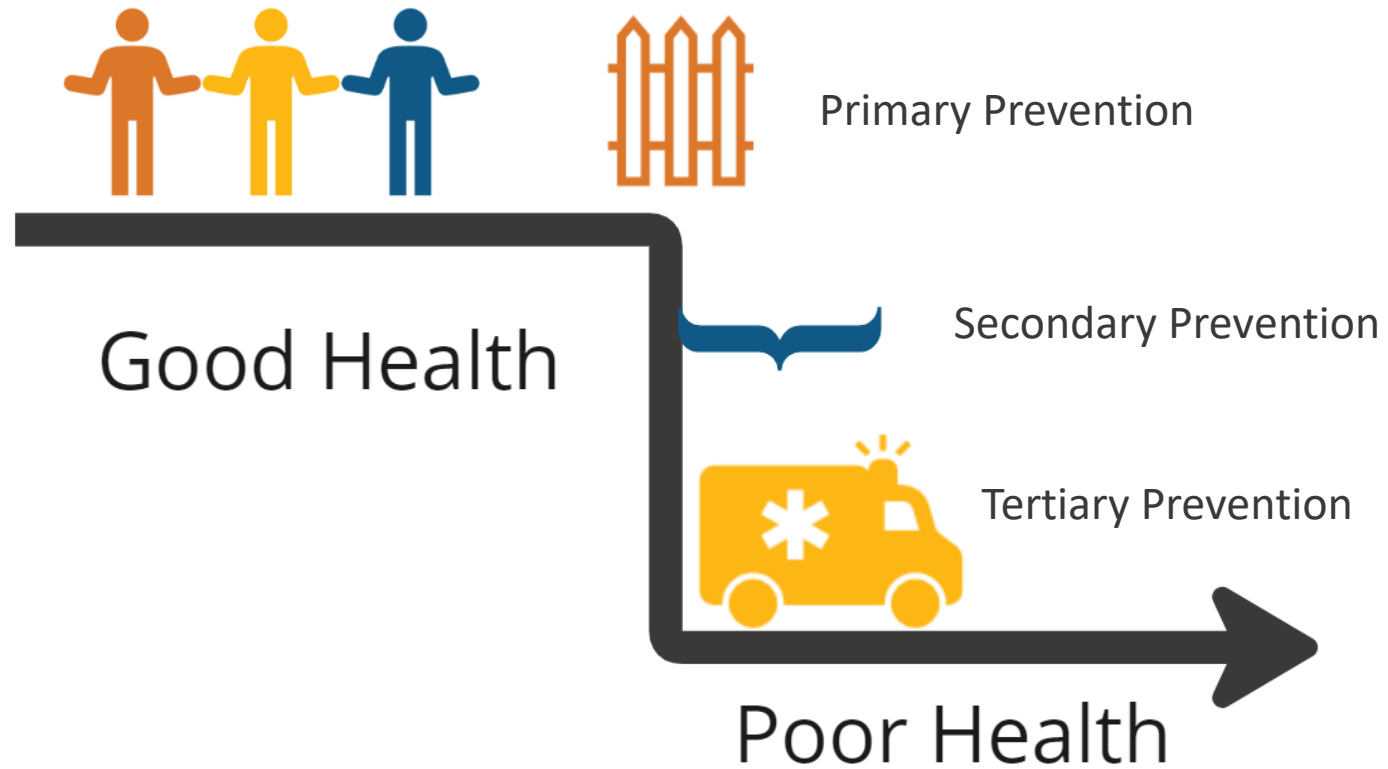 Primary Prevention
Good Health
Secondary Prevention
Tertiary Prevention
Poor Health